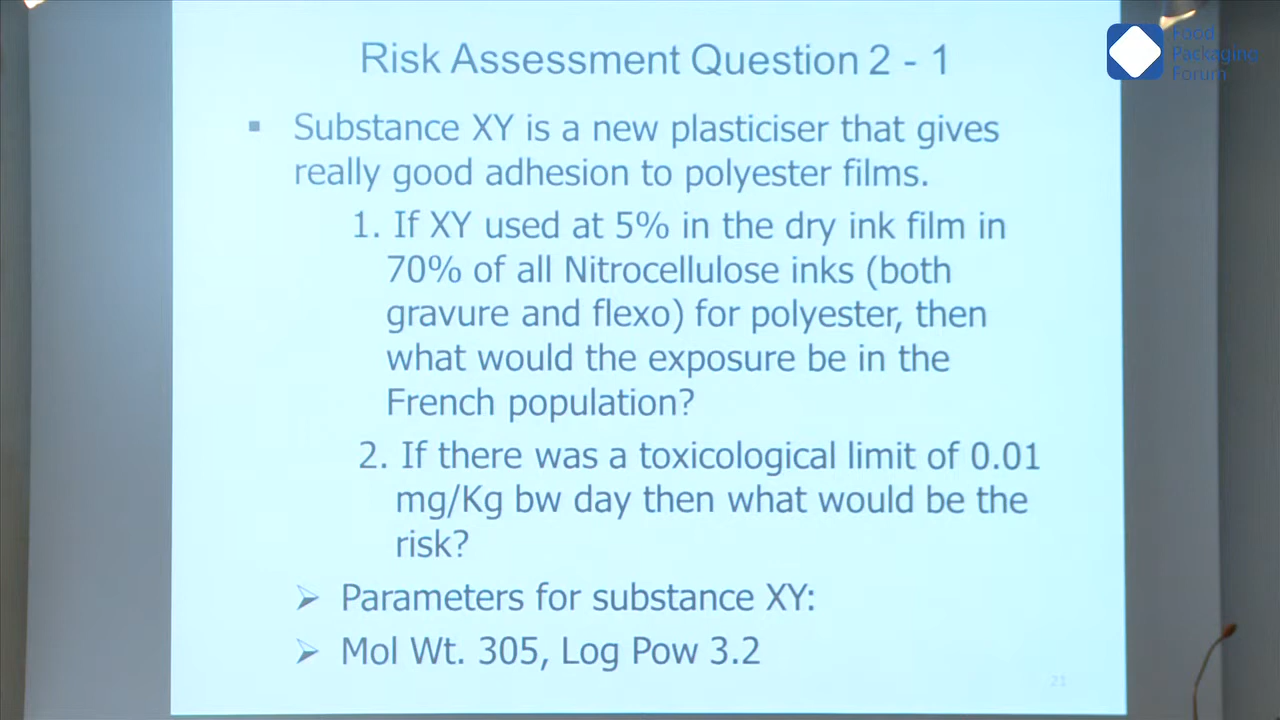 Food
Packaging
Forum
Risk Assessment Question 2 - 1
▪ Substance XY is a new plasticiser that gives
really good adhesion to polyester films.
1. If XY used at 5% in the dry ink film in
70% of all Nitrocellulose inks (both
gravure and flexo) for polyester, then
what would the exposure be in the
French population?
2. If there was a toxicological limit of 0.01
mg/Kg bw day then what would be the
risk?
➢ Parameters for substance XY:
➢ Mol Wt. 305, Log Pow 3.2
21